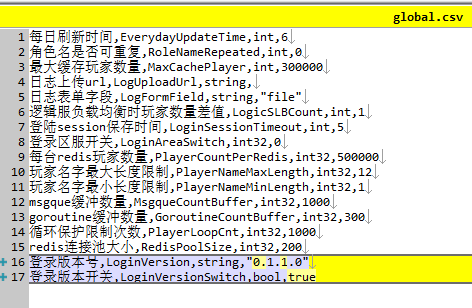 global.csv
1 每日刷新时间,EverydayUpdateTime,int,6
2 角色名是否可重复,RoleNameRepeated,int,0
3 最大缓存玩家数量,MaxCachePlayer,int,300000
4 日志上传url,LogUploadUrl,string,
5 日志表单字段,LogFormField,string,"file"
6 逻辑服负载均衡时玩家数量差值,LogicSLBCount,int,1
7 登陆session保存时间,LoginSessionTimeout,int,5
8 登录区服开关,LoginAreaSwitch,int32,0
9 每台redis玩家数量,PlayerCountPerRedis,int32,500000
10 玩家名字最大长度限制,PlayerNameMaxLength,int32,12
11 玩家名字最小长度限制,PlayerNameMinLength,int32,1
12 msgque缓冲数量,MsgqueCountBuffer,int32,1000
13 goroutine缓冲数量,GoroutineCountBuffer,int32,300
14 循环保护限制次数,PlayerLoopCnt,int32,1000
15 redis连接池大小,RedisPoolSize,int32,200
16 登录版本号,LoginVersion,string,"0.1.1.0"
17 登录版本开关,LoginVersionSwitch,bool,true